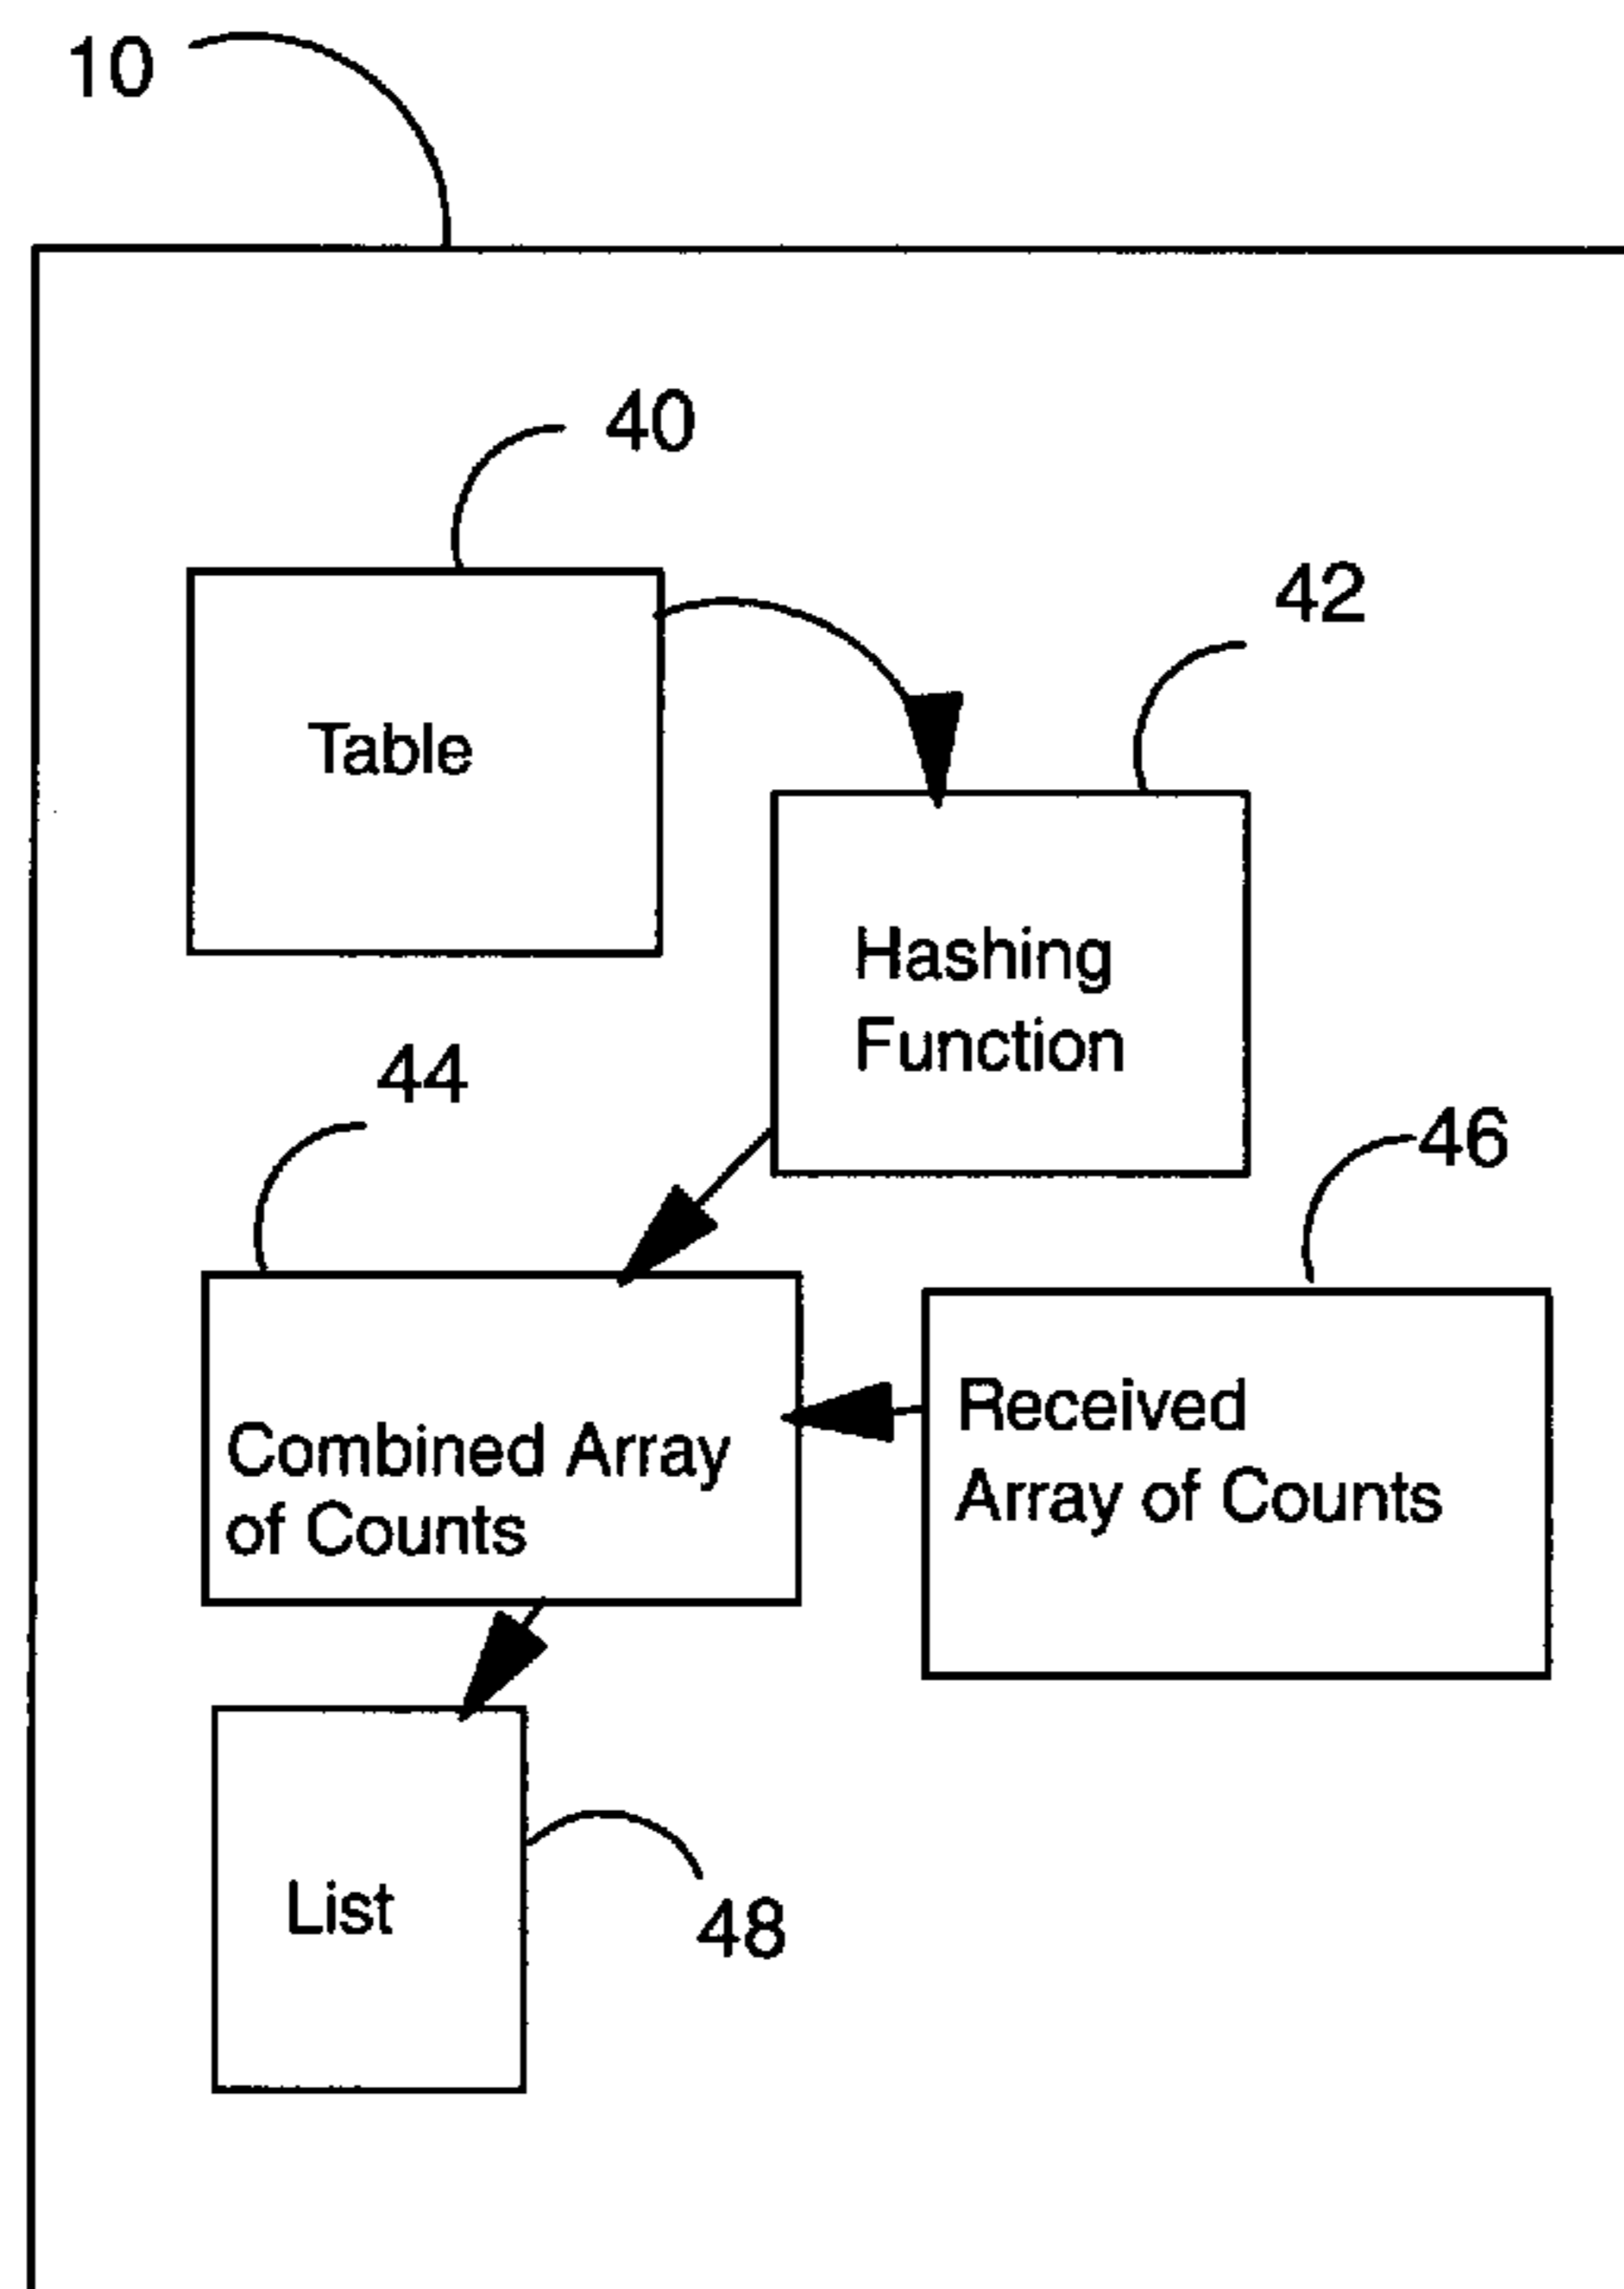 10
40
42
Table
Hashing
Function
44
46
Received
Array of Counts
Combined Array
of Counts
List
48